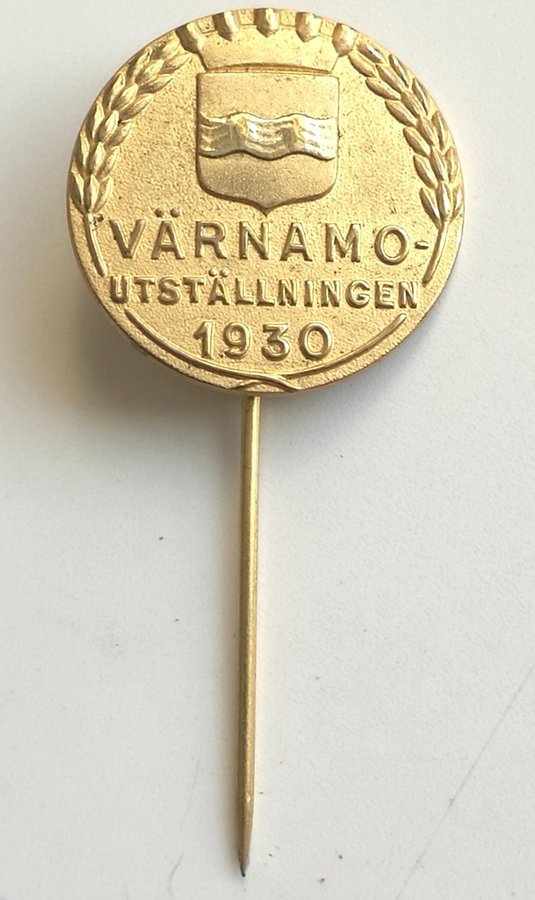 VÄRNAMO-
UTSTÄLLNINGEN
1930